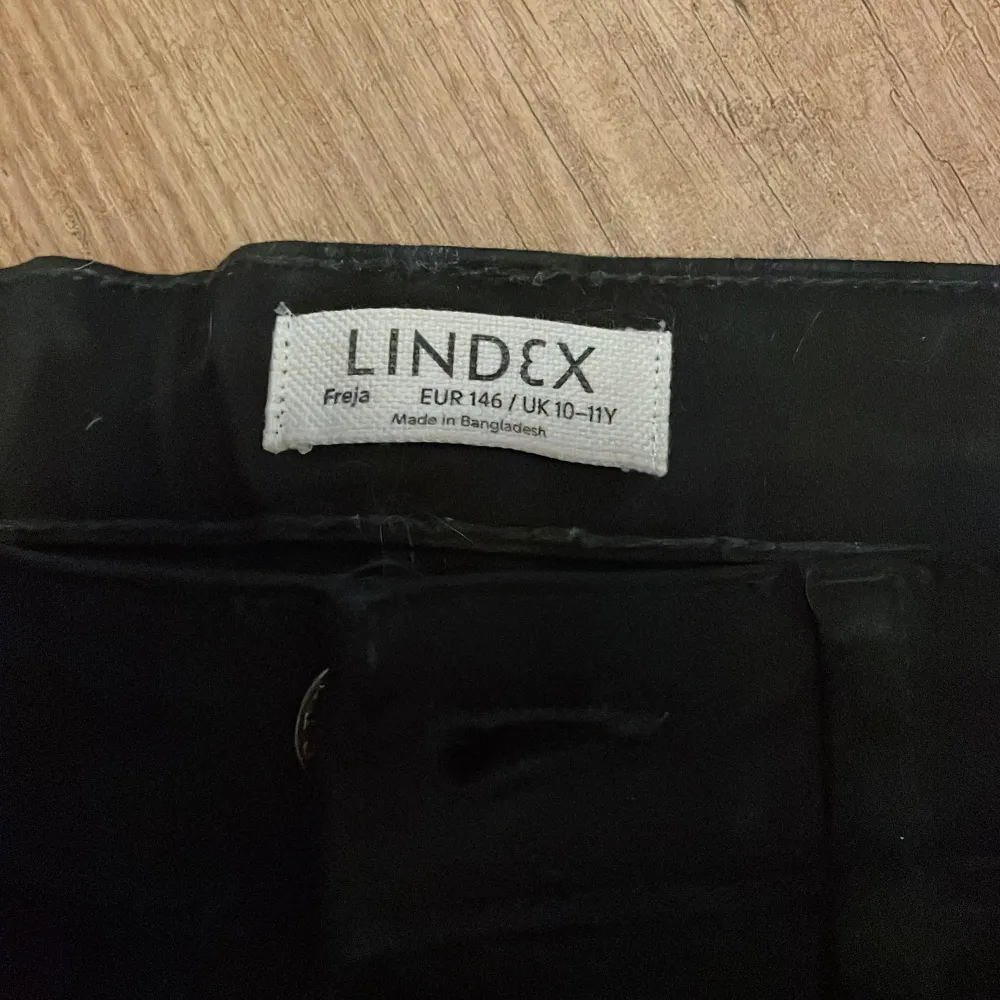 LINDEX
Freja EUR 146 / UK 10–11Y
Made in Bangladesh